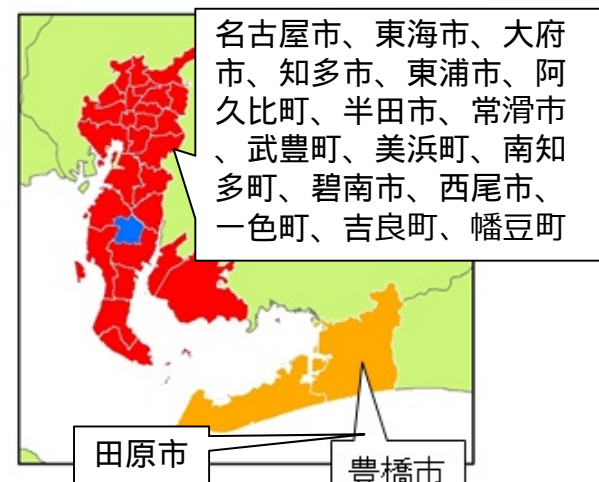 名古屋市、東海市、大府
市、知多市、東浦市、阿
久比町、半田市、常滑市
、武豊町、美浜町、南知
多町、碧南市、西尾市、
一色町、吉良町、幡豆町
田原市
豊橋市